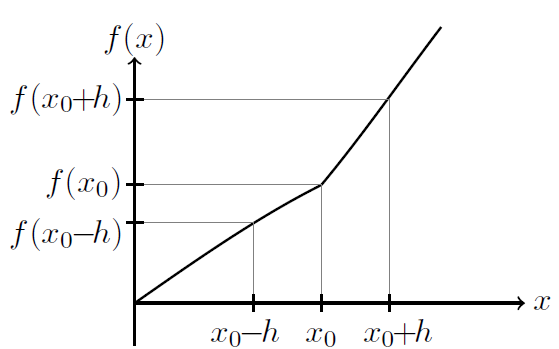 f(x)
f(x₀+h)
f(x₀)
f(x₀−h)
x₀−h x₀ x₀+h x